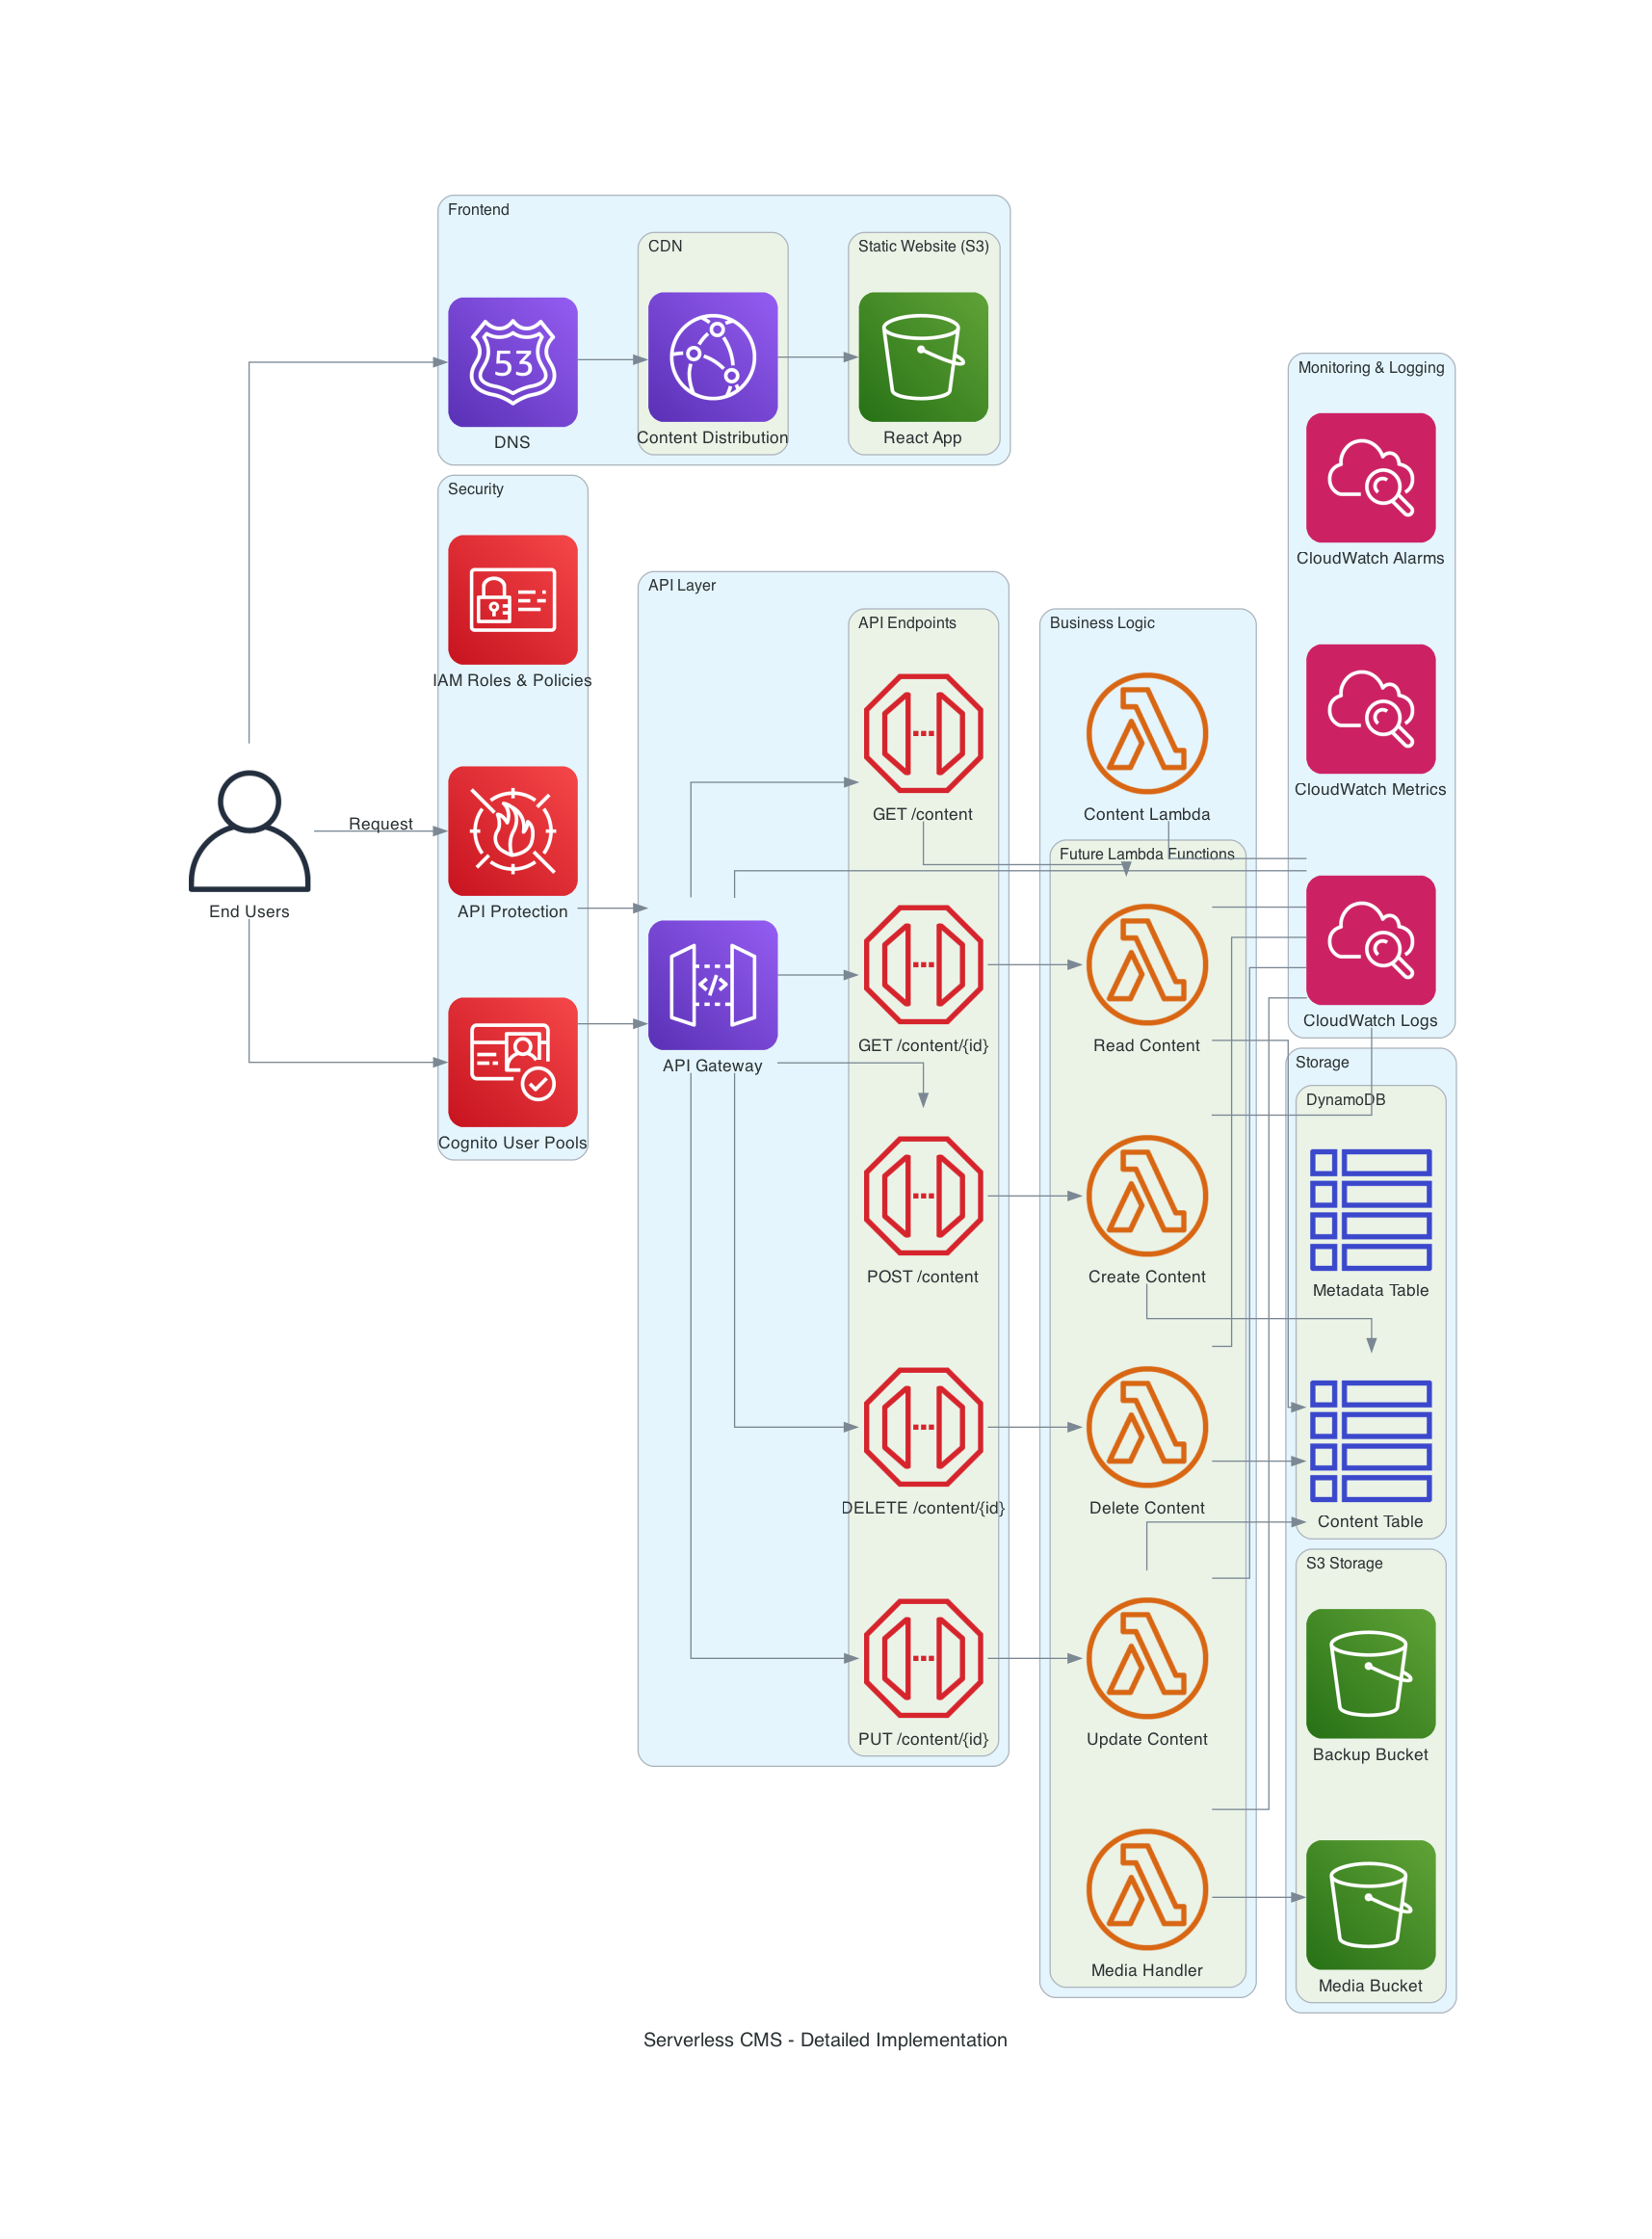 Frontend
CDN
Static Website (S3)
53
DNS
Content Distribution
React App
Security
IAM Roles & Policies
API Protection
Cognito User Pools
Request
End Users
API Layer
API Gateway
API Endpoints
GET /content
GET /content/{id}
POST /content
DELETE /content/{id}
PUT /content/{id}
Business Logic
Content Lambda
Future Lambda Functions
Read Content
Create Content
Delete Content
Update Content
Media Handler
Monitoring & Logging
CloudWatch Alarms
CloudWatch Metrics
CloudWatch Logs
Storage
DynamoDB
Metadata Table
Content Table
S3 Storage
Backup Bucket
Media Bucket
Serverless CMS - Detailed Implementation